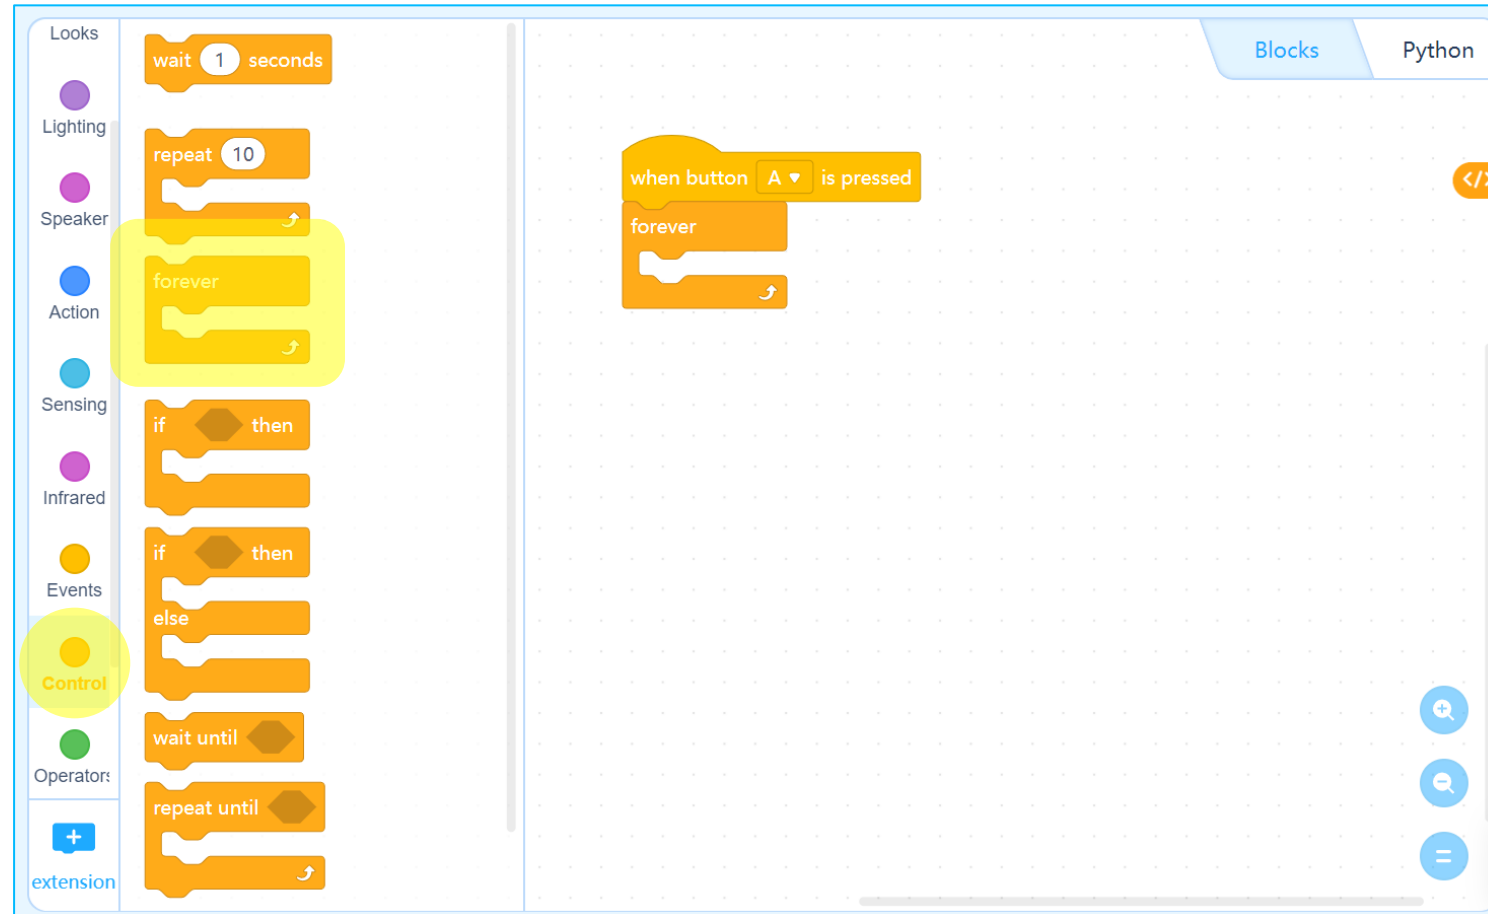 Looks
Lighting
Speaker
Action
Sensing
Infrared
Events
Control
Operators
extension
wait 1 seconds
repeat 10
forever
if then
if then
else
wait until
repeat until
when button A is pressed
forever
Blocks
Python